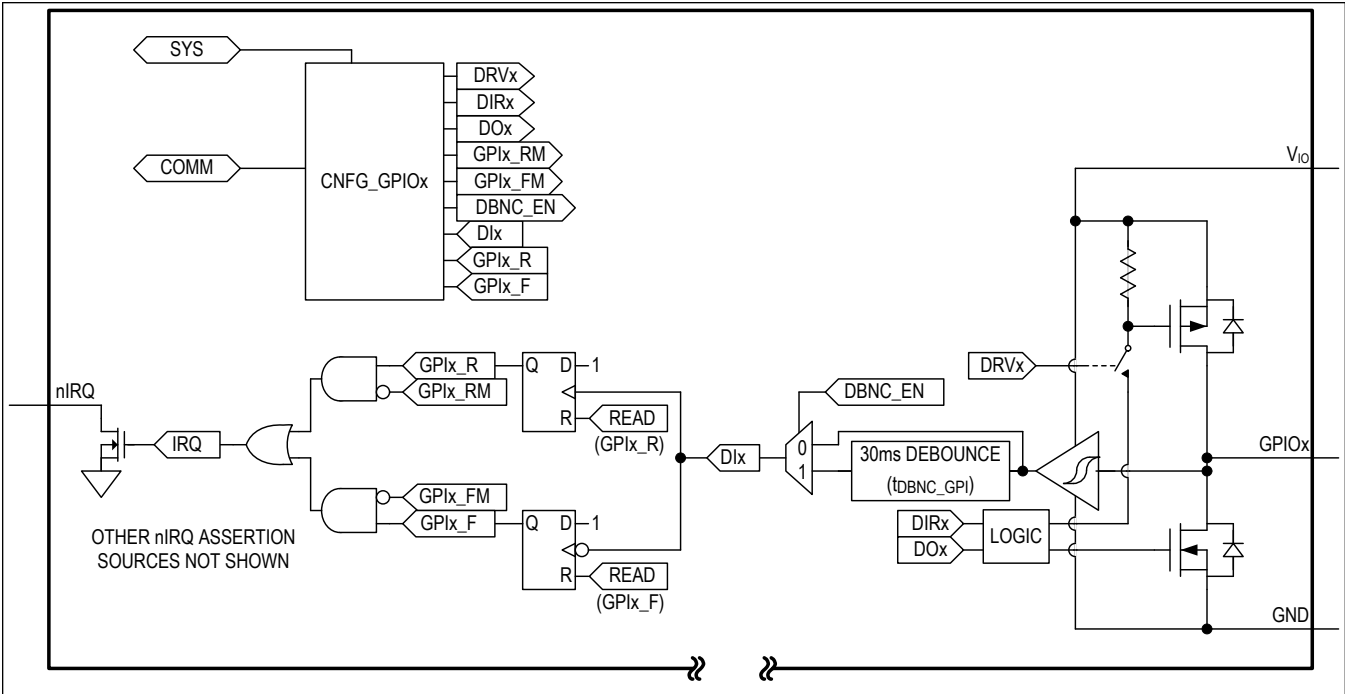 SYS
COMM
CNFG_GPIOx
DRVx
DIRx
DOx
GPIx_RM
GPIx_FM
DBNC_EN
DIx
GPIx_R
GPIx_F
VIO
nIRQ
IRQ
GPIx_R
GPIx_RM
Q D 1
R
READ
(GPIx_R)
GPIx_FM
GPIx_F
Q D 1
R
READ
(GPIx_F)
OTHER nIRQ ASSERTION
SOURCES NOT SHOWN
DIx
DBNC_EN
0
1
30ms DEBOUNCE
(tDBNC_GPI)
DRVx
DIRx
DOx
LOGIC
GPIOx
GND